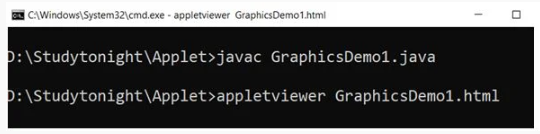 C:\Windows\System32\cmd.exe - appletviewer  GraphicsDemo1.html
D:\Studytonight\Applet>javac GraphicsDemo1.java
D:\Studytonight\Applet>appletviewer GraphicsDemo1.html